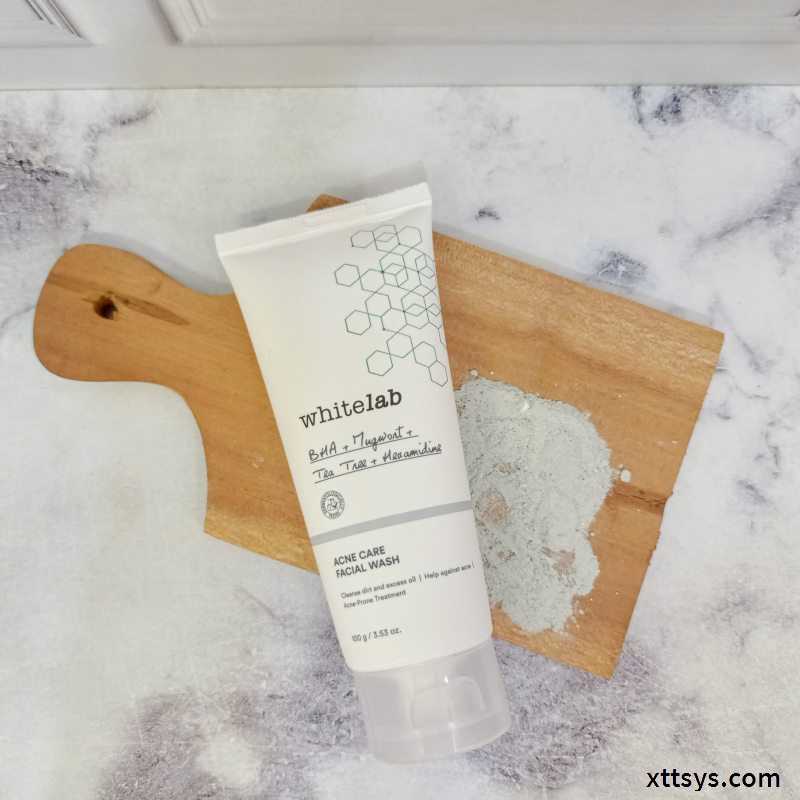 whitelab
BHA + Mugwort +
Tea Tree + Hexamidine
ACNE CARE
FACIAL WASH
Cleanse dirt and excess oil | Help against acne |
Acne-Prone Treatment
100 g / 3.53 oz.
xttsys.com